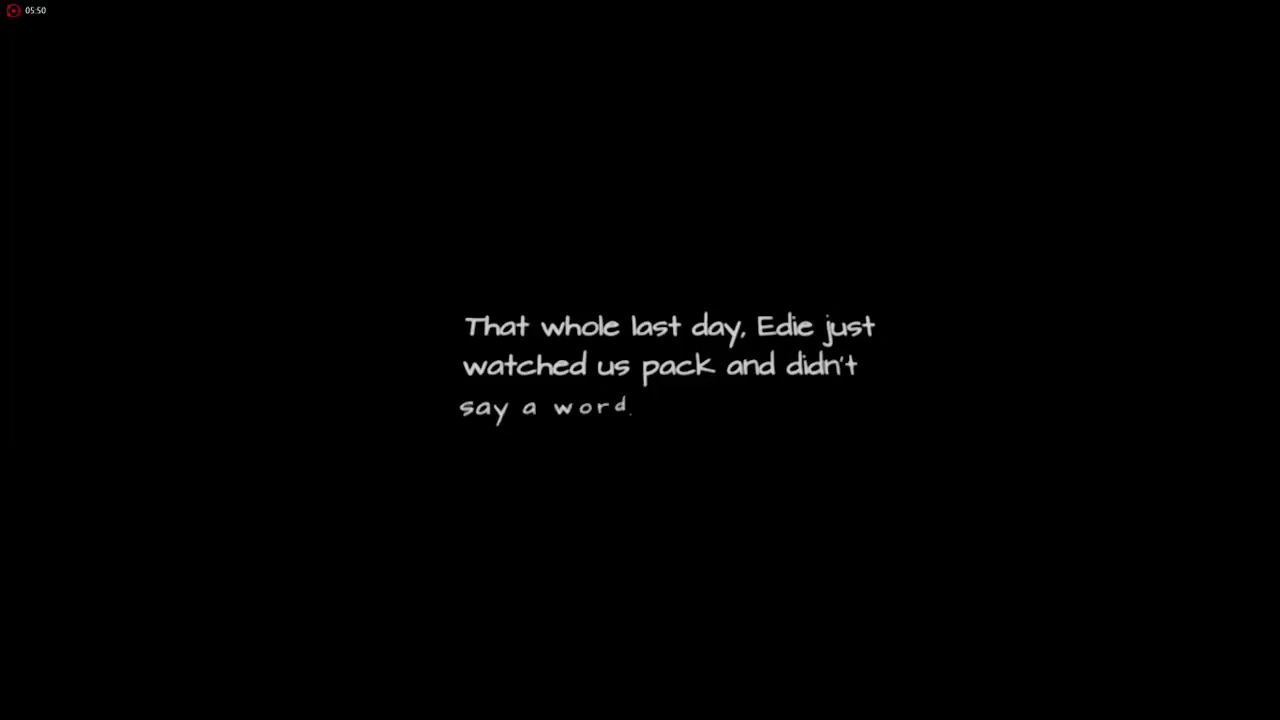 05:50
That whole last day, Edie just
watched us pack and didn't
say a word.